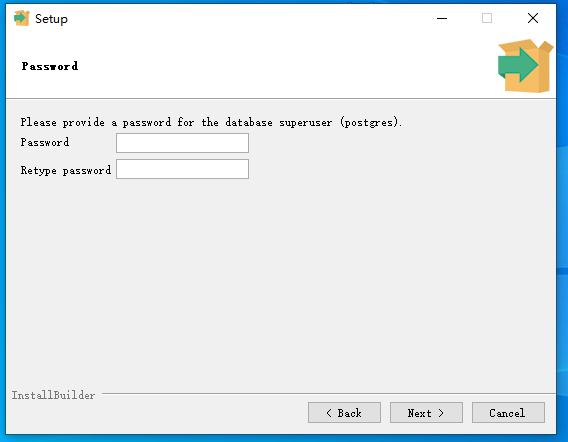 Setup
Password
Please provide a password for the database superuser (postgres).
Password
Retype password
InstallBuilder
< Back
Next >
Cancel